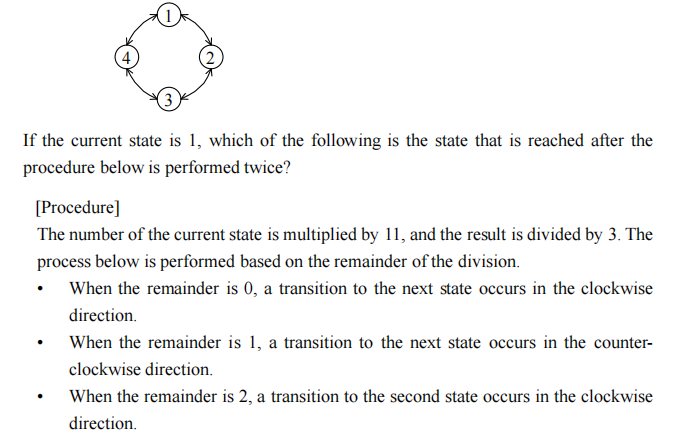 1
4 2
3
If the current state is 1, which of the following is the state that is reached after the
procedure below is performed twice?
[Procedure]
The number of the current state is multiplied by 11, and the result is divided by 3. The
process below is performed based on the remainder of the division.
• When the remainder is 0, a transition to the next state occurs in the clockwise
direction.
• When the remainder is 1, a transition to the next state occurs in the counter-
clockwise direction.
• When the remainder is 2, a transition to the second state occurs in the clockwise
direction.